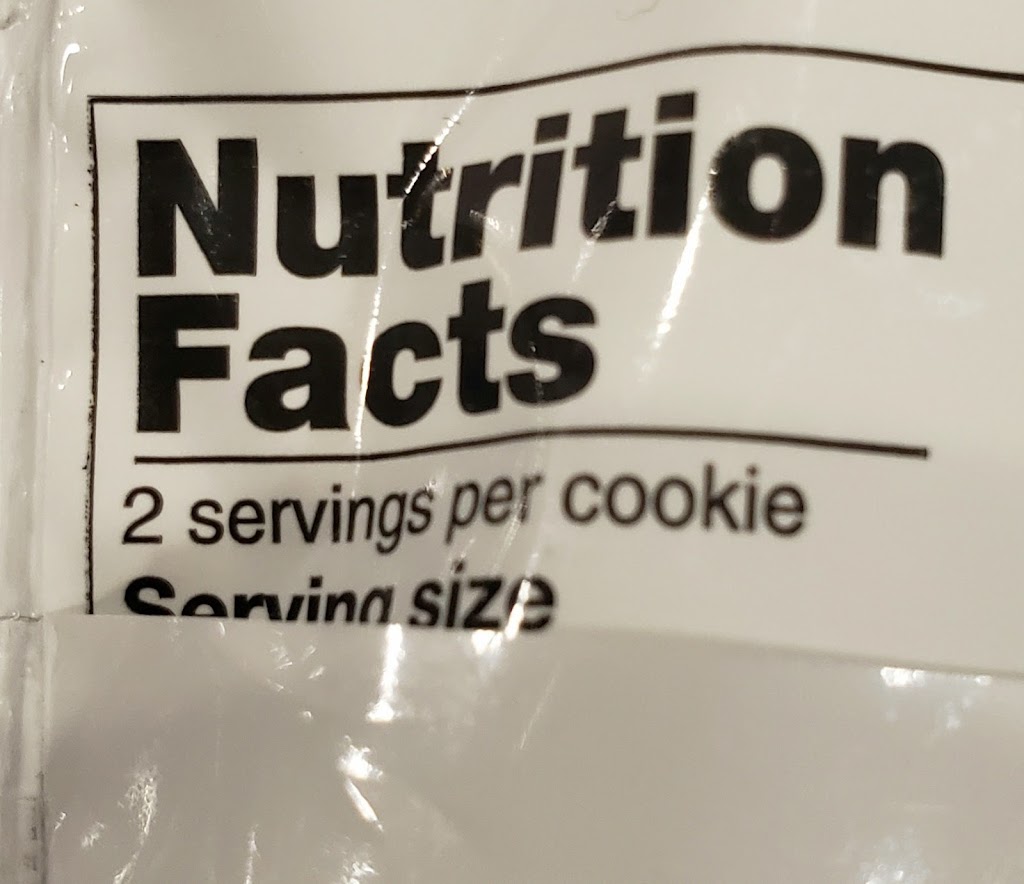 Nutrition
Facts
2 servings per cookie
Serving size